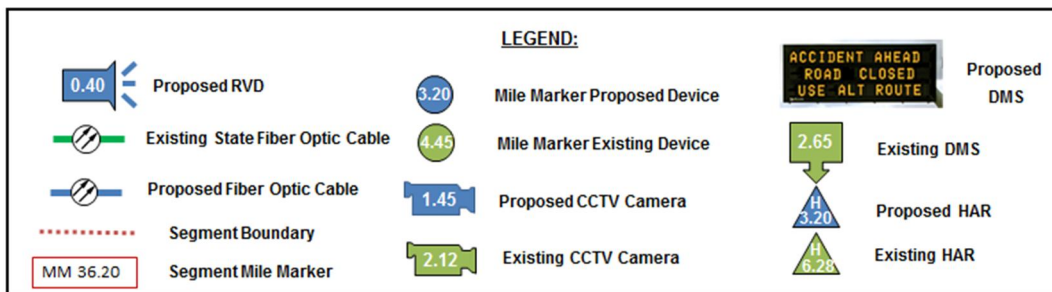 LEGEND:
0.40
Proposed RVD
Existing State Fiber Optic Cable
Proposed Fiber Optic Cable
Segment Boundary
MM 36.20
Segment Mile Marker
3.20
Mile Marker Proposed Device
4.45
Mile Marker Existing Device
1.45
Proposed CCTV Camera
2.12
Existing CCTV Camera
ACCIDENT AHEAD
ROAD CLOSED
USE ALT ROUTE
Proposed
DMS
2.65
Existing DMS
H
3.20
Proposed HAR
H
6.28
Existing HAR